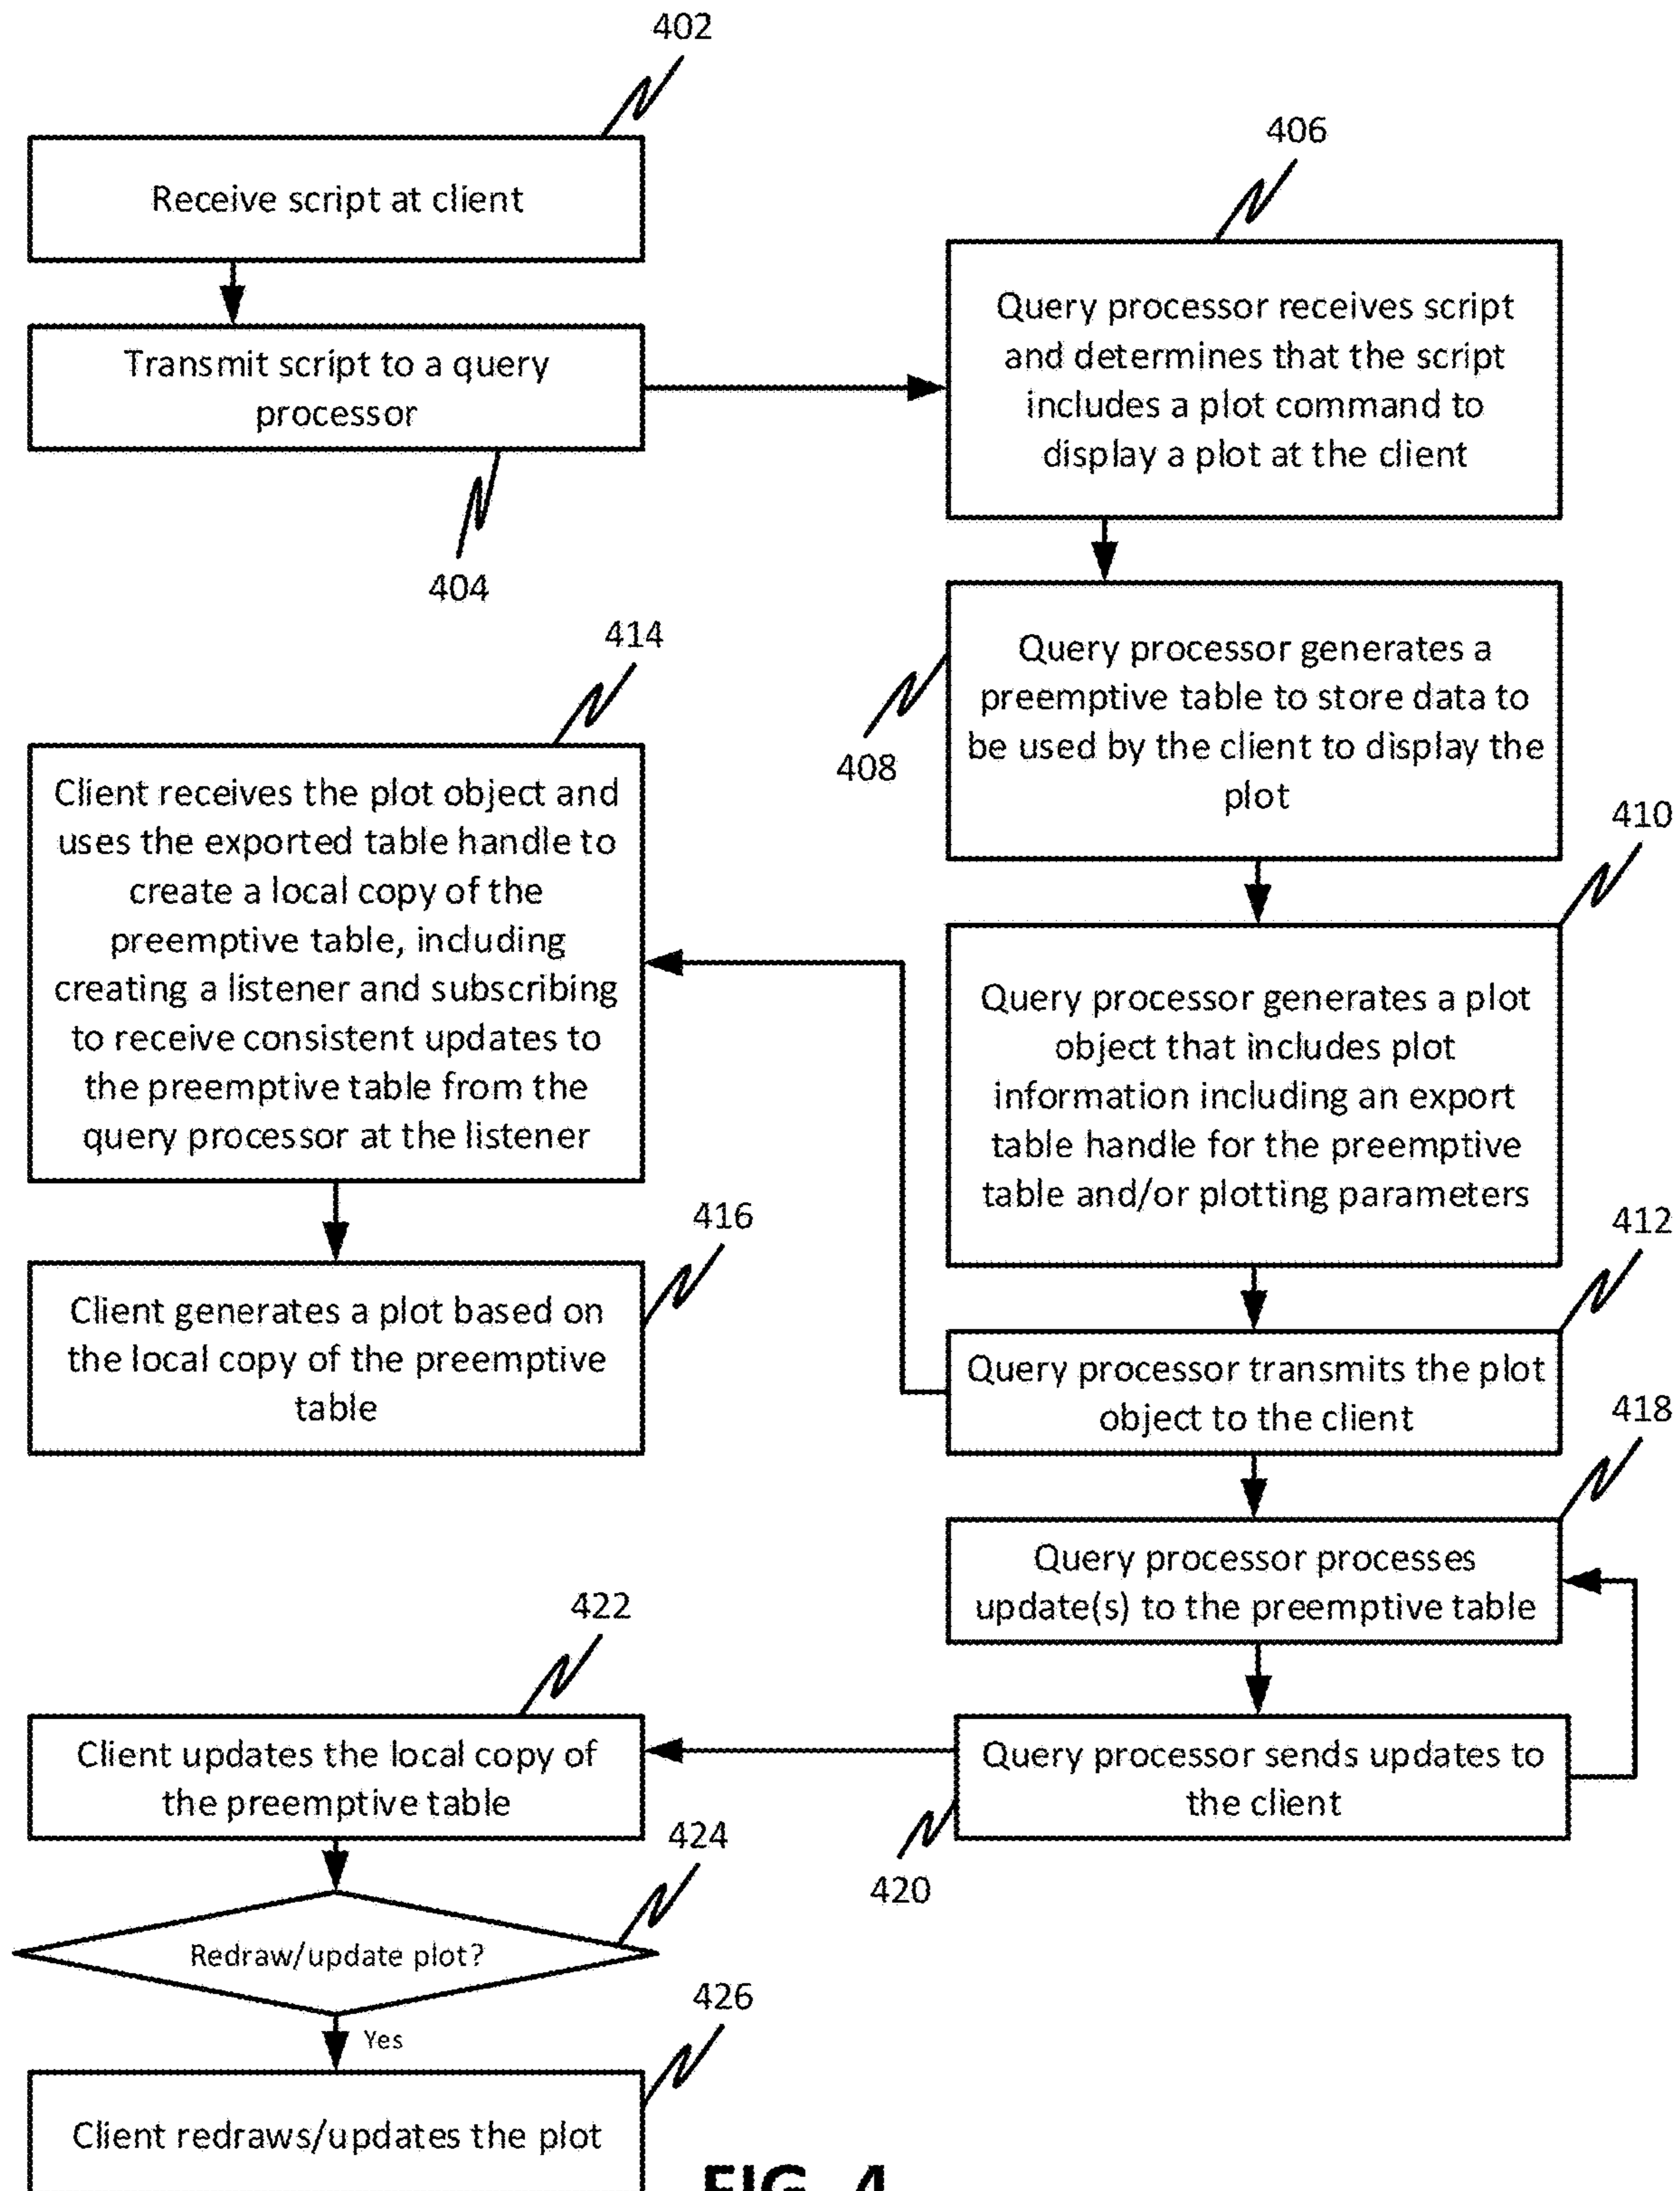 402
Receive script at client
Transmit script to a query
processor
404
406
Query processor receives script
and determines that the script
includes a plot command to
display a plot at the client
408
Query processor generates a
preemptive table to store data to
be used by the client to display the
plot
410
Query processor generates a plot
object that includes plot
information including an export
table handle for the preemptive
table and/or plotting parameters
412
Query processor transmits the plot
object to the client
414
Client receives the plot object and
uses the exported table handle to
create a local copy of the
preemptive table, including
creating a listener and subscribing
to receive consistent updates to
the preemptive table from the
query processor at the listener
416
Client generates a plot based on
the local copy of the preemptive
table
418
Query processor processes
update(s) to the preemptive table
420
Query processor sends updates to
the client
422
Client updates the local copy of
the preemptive table
424
Redraw/update plot?
Yes
426
Client redraws/updates the plot
FIG. 4